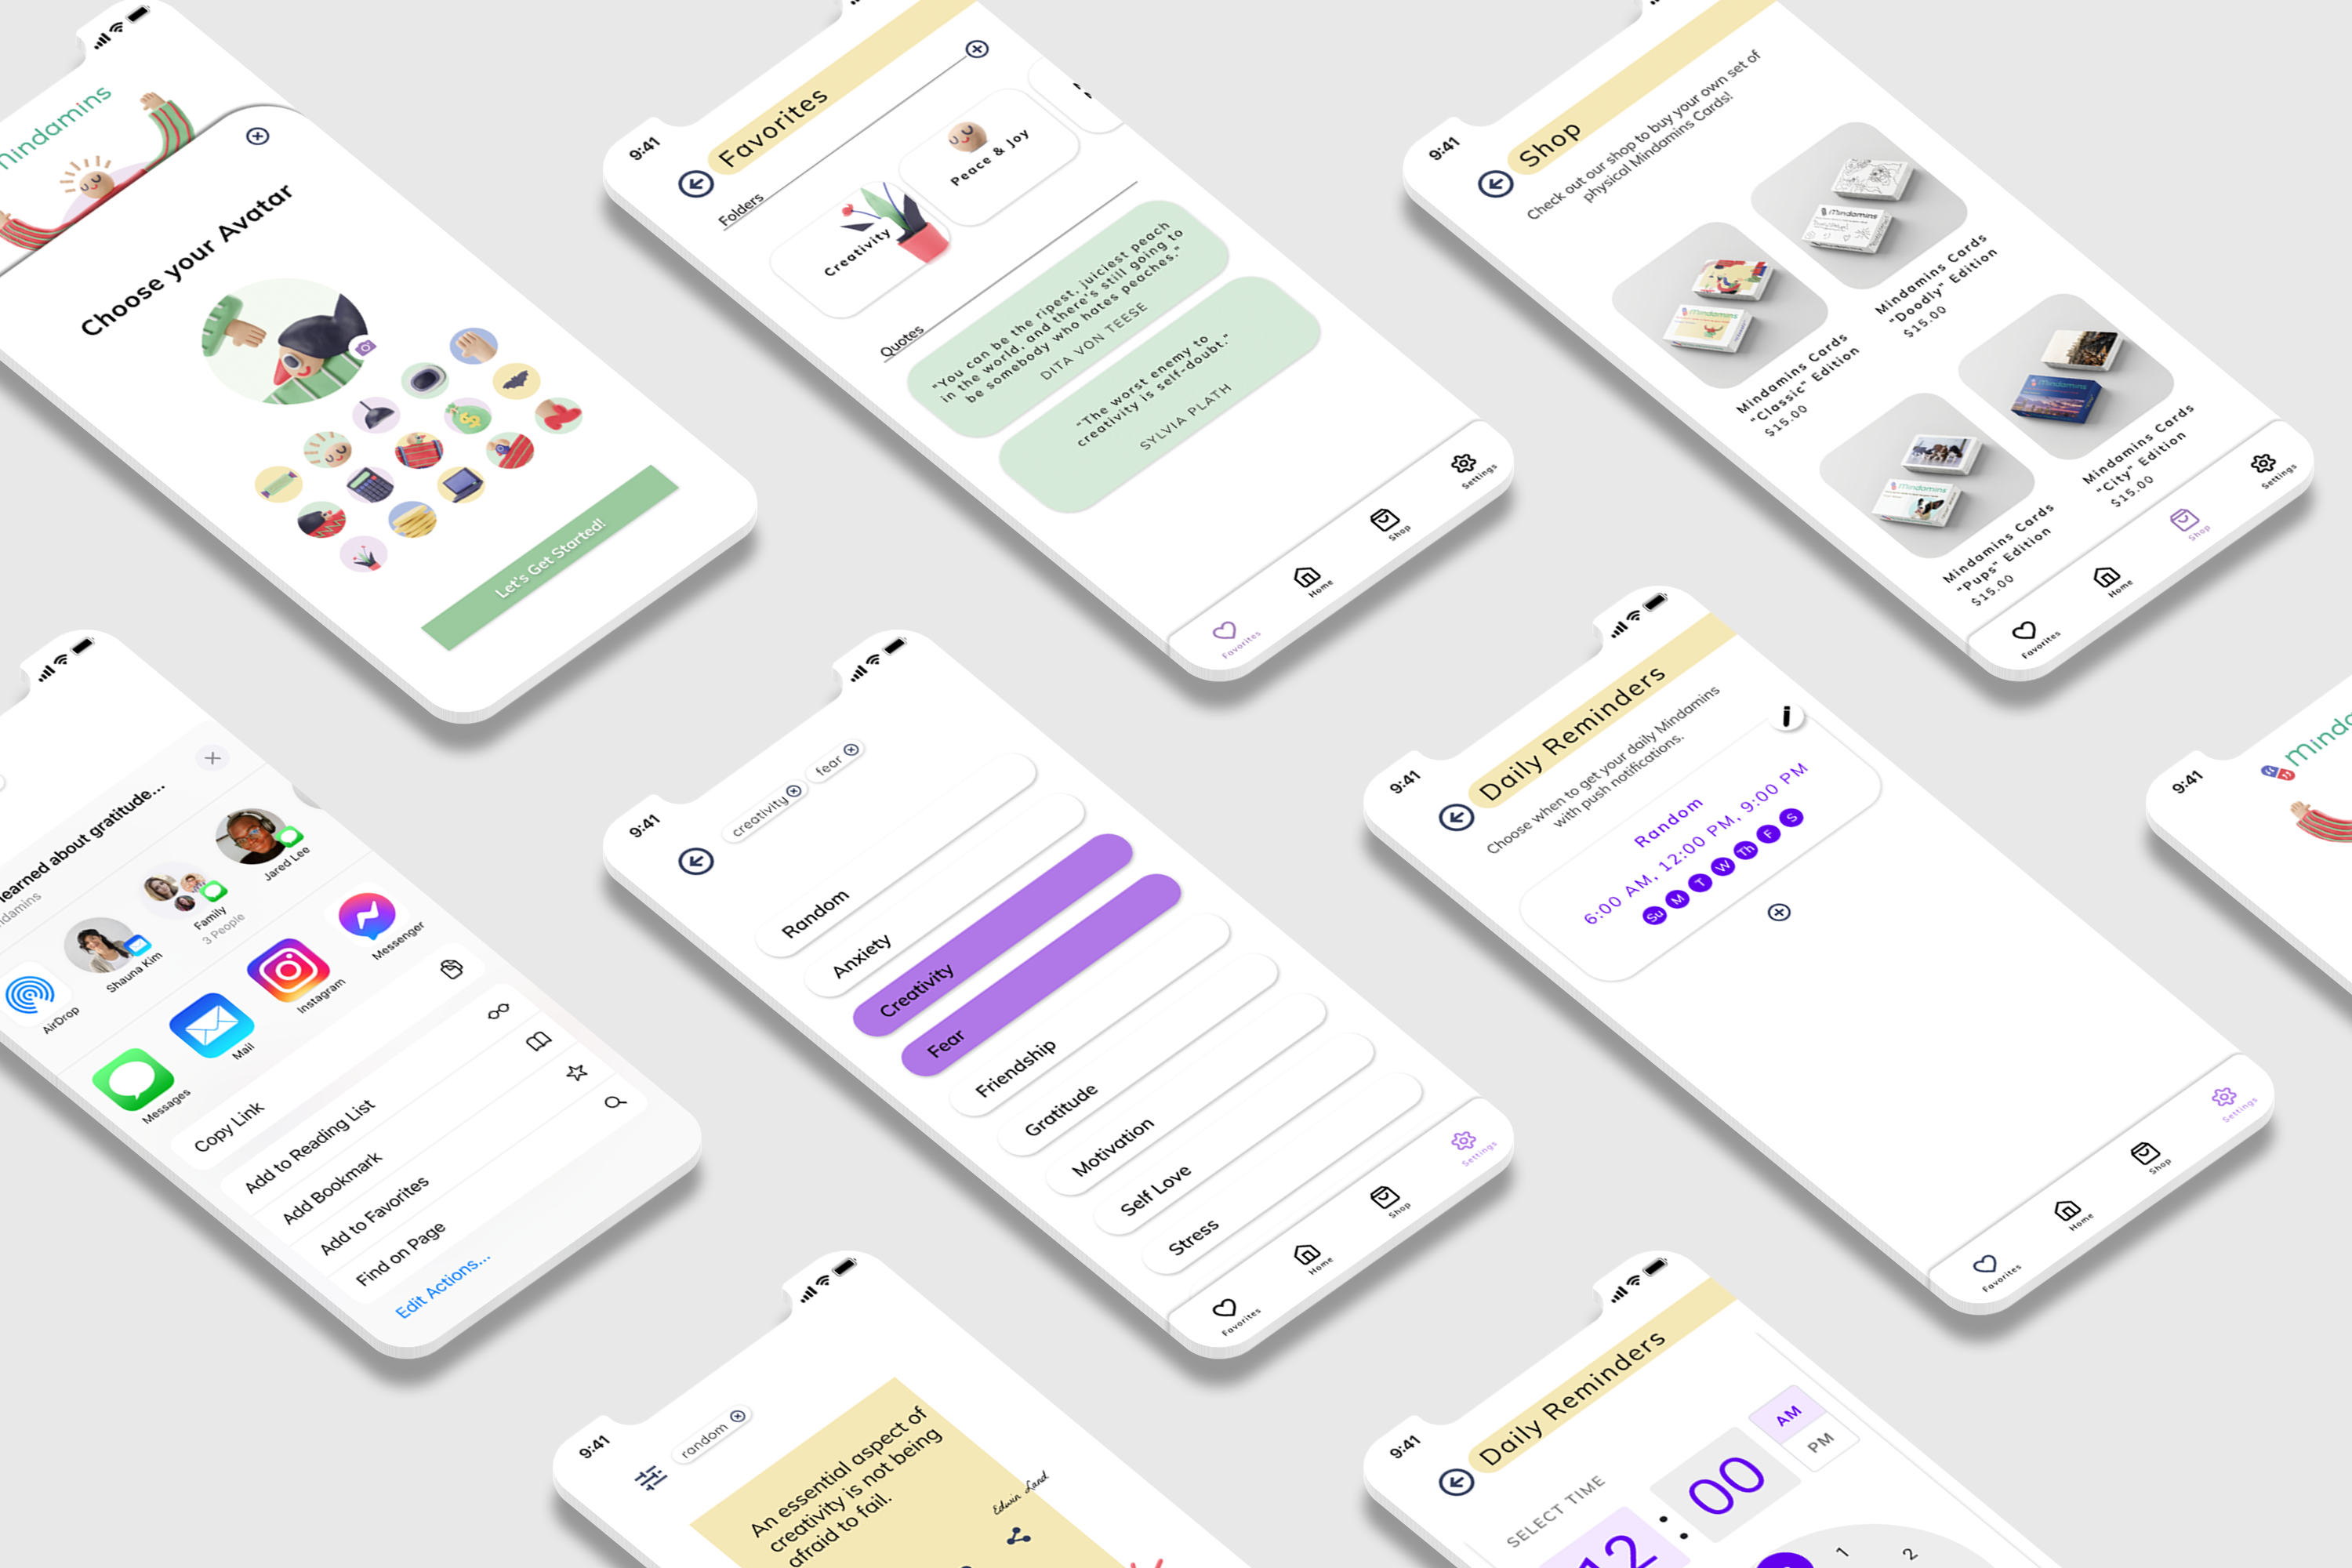 mindamins
Choose your Avatar
Let's Get Started!
9:41
Favorites
Folders
Creativity
Peace & Joy
Quotes
"You can be the ripest, juiciest peach
in the world, and there's still going to
be somebody who hates peaches."
DITA VON TEESE
"The worst enemy to
creativity is self-doubt."
SYLVIA PLATH
Favorites
Home
Shop
Settings
9:41
Shop
Check out our shop to buy your own set of
physical Mindamins Cards!
Mindamins
Mindamins Cards
"Classic" Edition
$15.00
Mindamins
Mindamins Cards
"Doodly" Edition
$15.00
Mindamins
Mindamins Cards
"Pups" Edition
$15.00
Mindamins
Mindamins Cards
"City" Edition
$15.00
Favorites
Home
Shop
Settings
learned about gratitude...
damins
AirDrop
Shauna Kim
Family
3 People
Jared Lee
Messages
Mail
Instagram
Messenger
Copy Link
Add to Reading List
Add Bookmark
Add to Favorites
Find on Page
Edit Actions...
9:41
creativity
fear
Random
Anxiety
Creativity
Fear
Friendship
Gratitude
Motivation
Self Love
Stress
Favorites
Home
Shop
Settings
9:41
Daily Reminders
Choose when to get your daily Mindamins
with push notifications.
i
Random
6:00 AM, 12:00 PM, 9:00 PM
Su M T W Th F S
Favorites
Home
Shop
Settings
9:41
minda
9:41
random
An essential aspect of
creativity is not being
afraid to fail.
Edwin Land
9:41
Daily Reminders
SELECT TIME
12:00
AM
PM
1
2